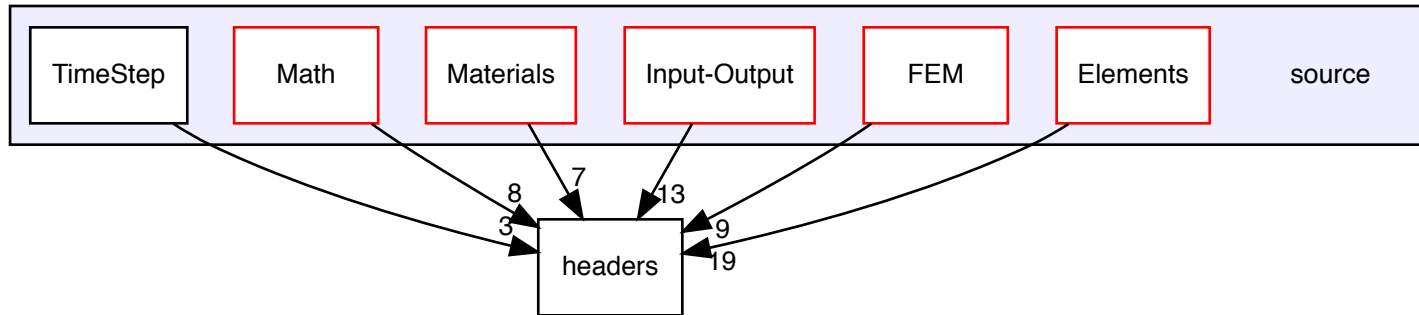 TimeStep
Math
Materials
Input-Output
FEM
Elements
source
7
8
13
3
9
19
headers